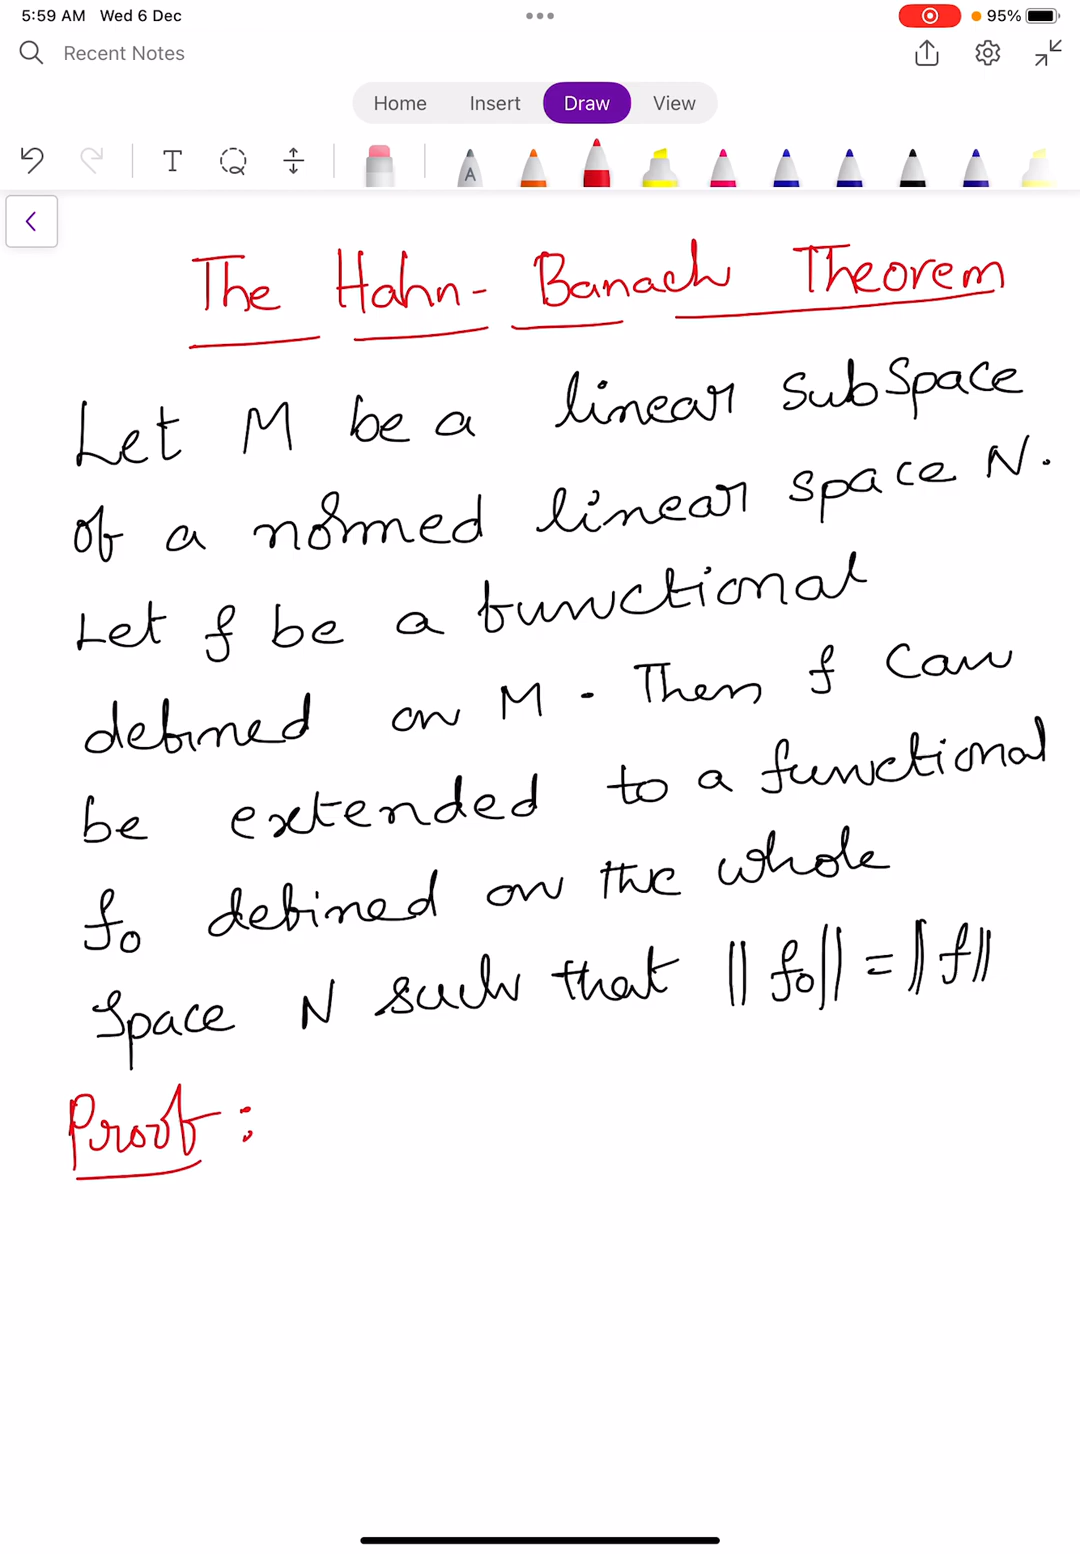 5:59 AM Wed 6 Dec
95%
Recent Notes
Home Insert Draw View
T
A
The Hahn- Banach Theorem
Let M be a linear subspace
of a normed linear space N.
Let f be a functional
defined on M. Then f can
be extended to a functional
f₀ defined on the whole
Space N such that ||f₀|| = ||f||
Proof: